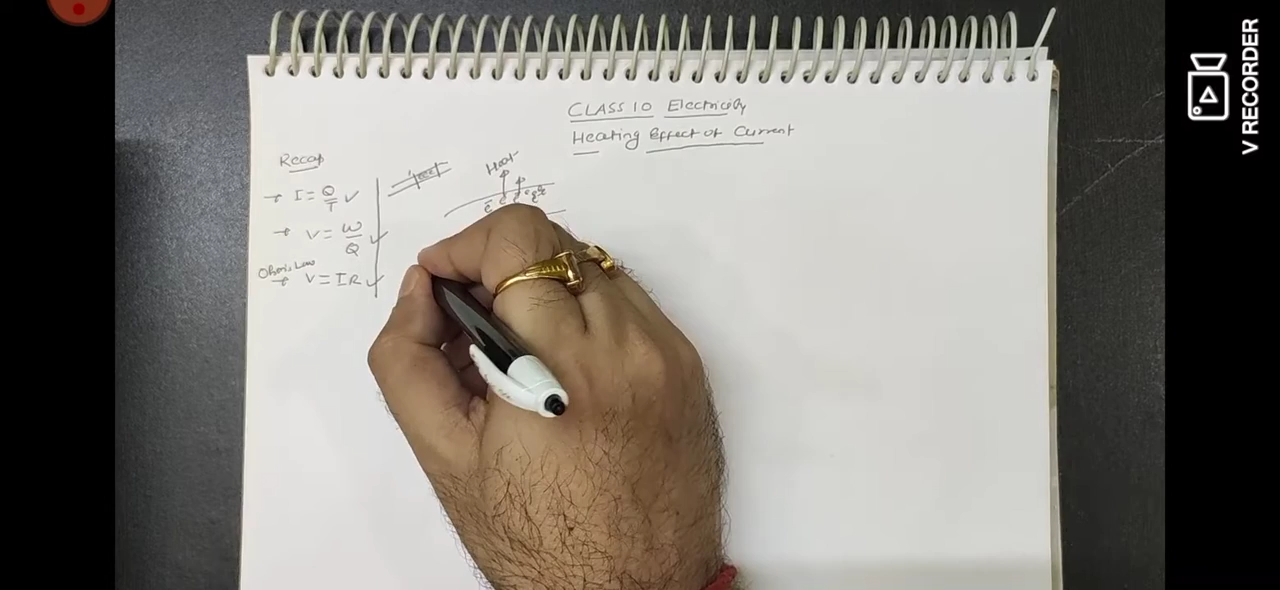 CLASS 10 Electricity
Heating Effect of Current
Recap
→ I = Q/T ✓
→ V = W/Q ✓
Ohm's Law
→ V = IR ✓
Heat
V RECORDER